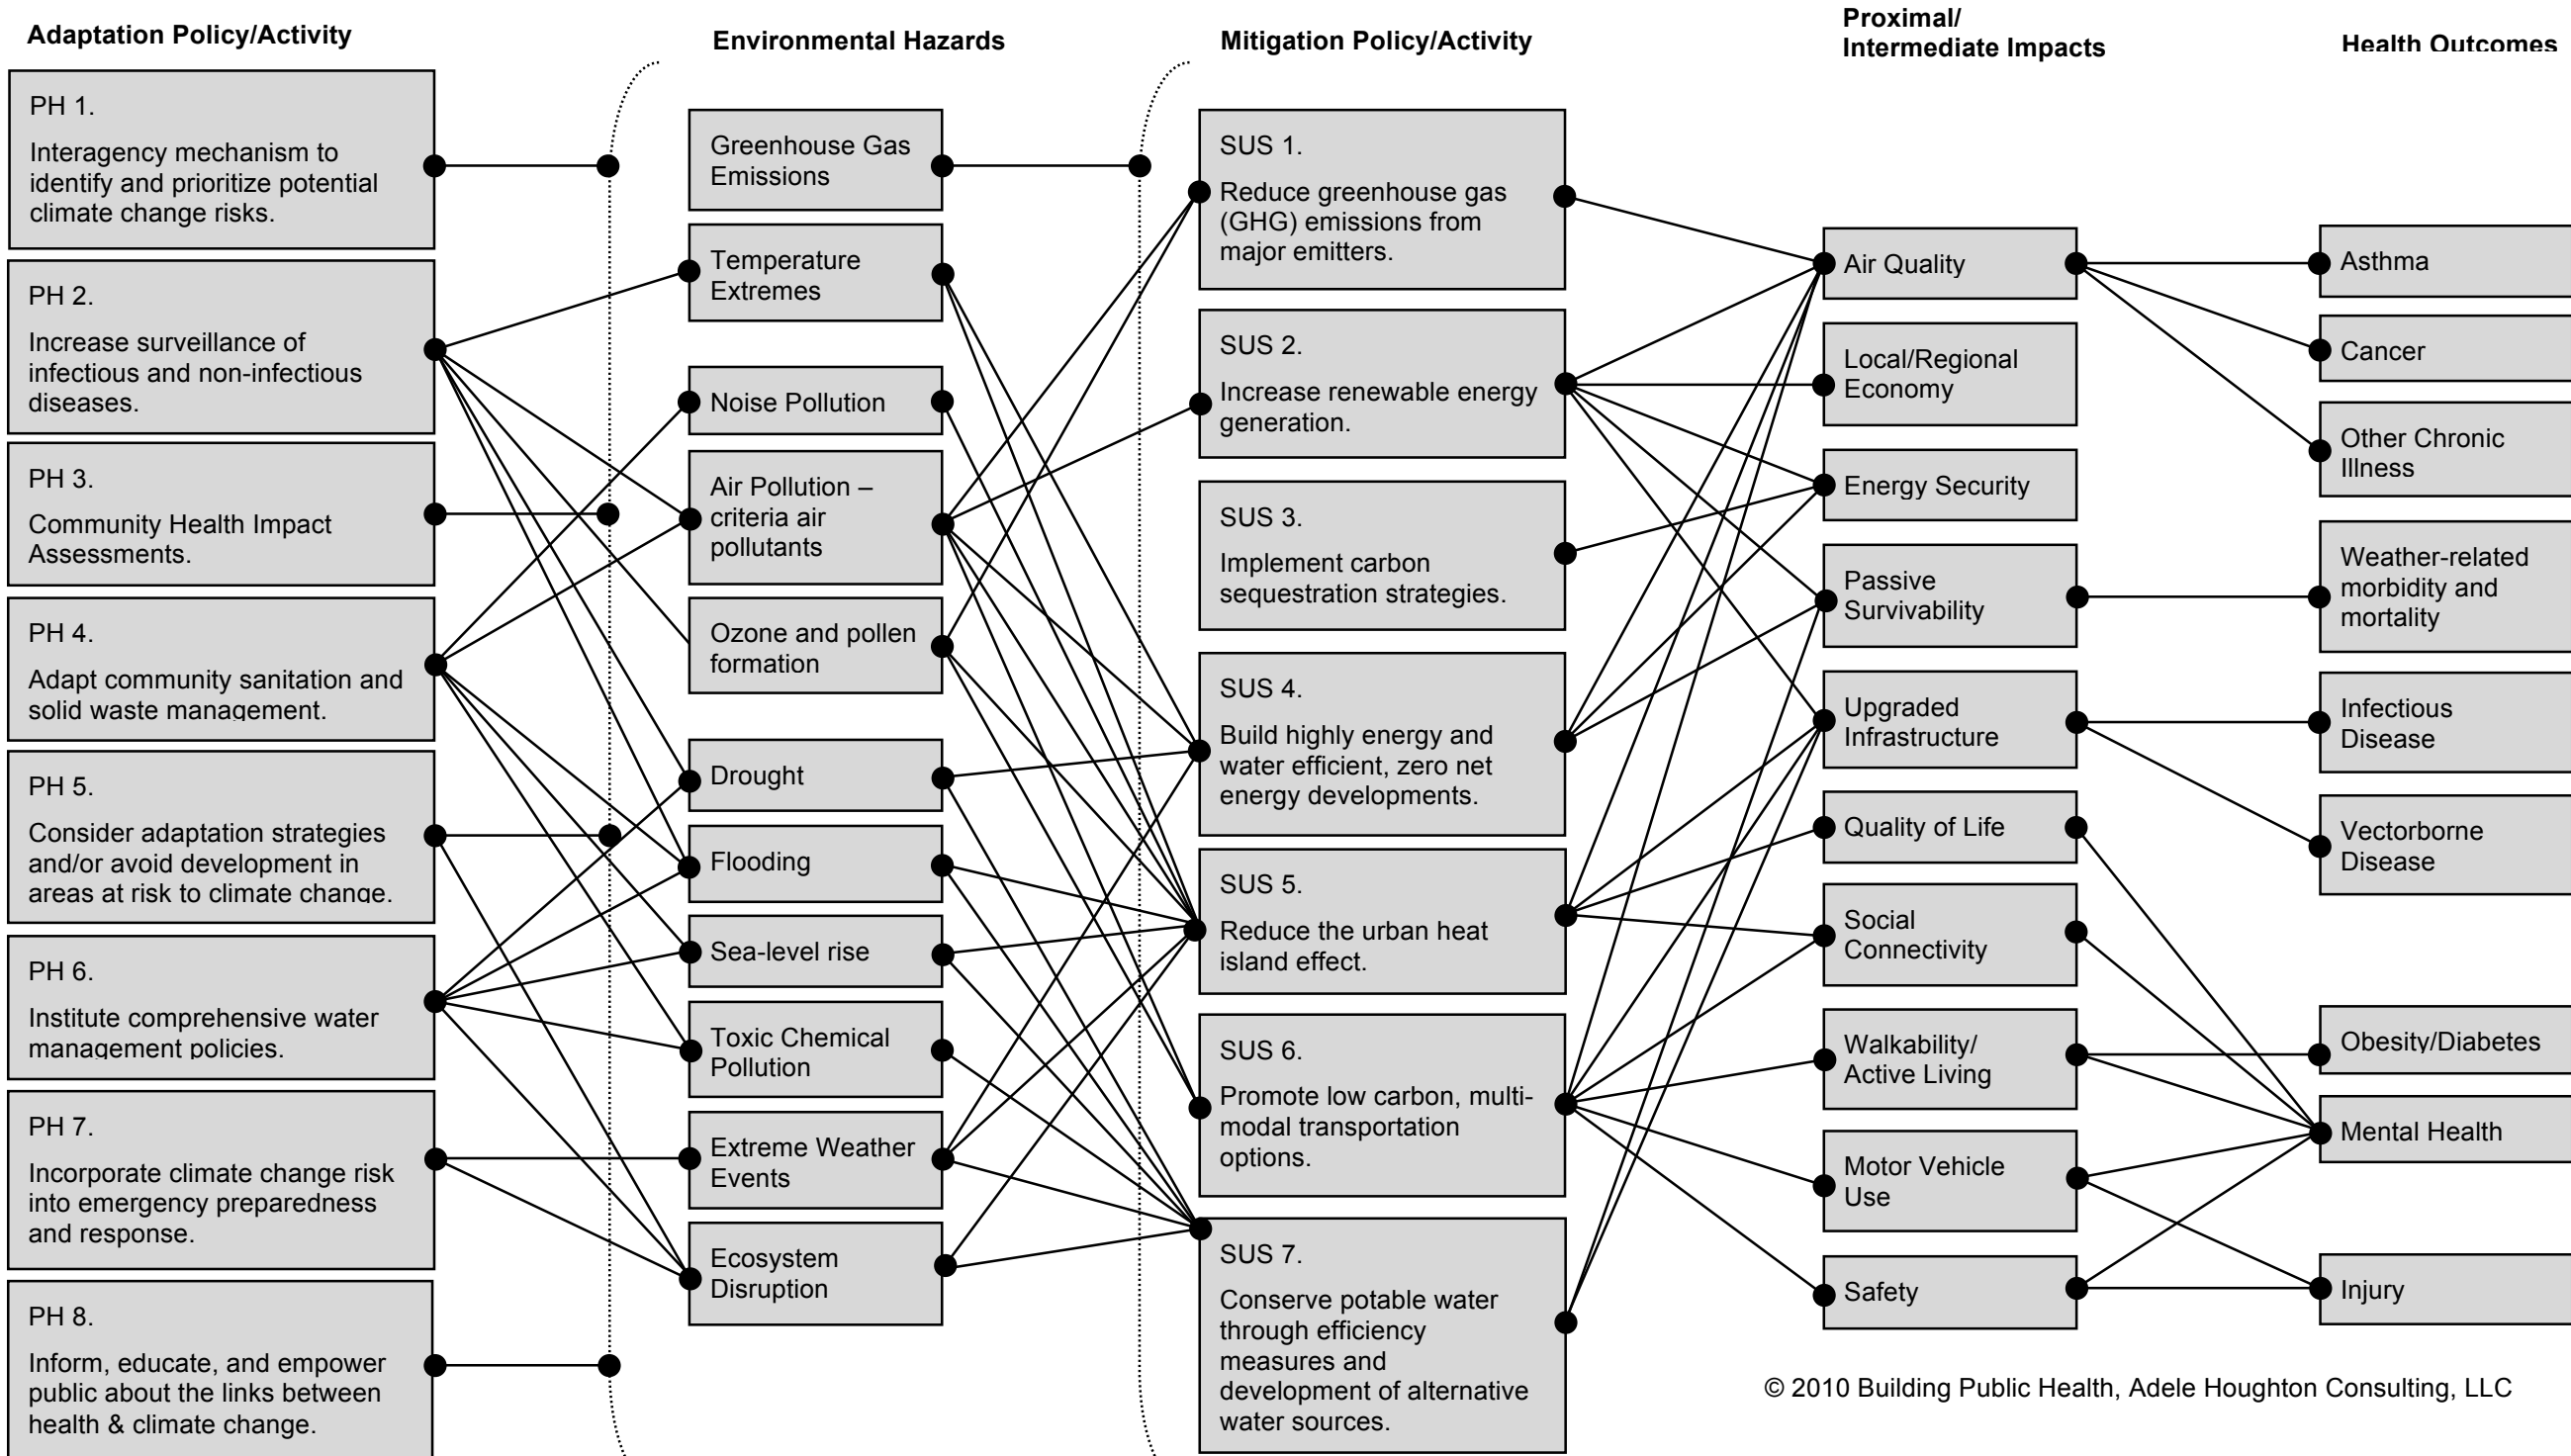 Adaptation Policy/Activity
PH 1.
Interagency mechanism to
identify and prioritize potential
climate change risks.
PH 2.
Increase surveillance of
infectious and non-infectious
diseases.
PH 3.
Community Health Impact
Assessments.
PH 4.
Adapt community sanitation and
solid waste management.
PH 5.
Consider adaptation strategies
and/or avoid development in
areas at risk to climate change.
PH 6.
Institute comprehensive water
management policies.
PH 7.
Incorporate climate change risk
into emergency preparedness
and response.
PH 8.
Inform, educate, and empower
public about the links between
health & climate change.
Environmental Hazards
Greenhouse Gas
Emissions
Temperature
Extremes
Noise Pollution
Air Pollution –
criteria air
pollutants
Ozone and pollen
formation
Drought
Flooding
Sea-level rise
Toxic Chemical
Pollution
Extreme Weather
Events
Ecosystem
Disruption
Mitigation Policy/Activity
SUS 1.
Reduce greenhouse gas
(GHG) emissions from
major emitters.
SUS 2.
Increase renewable energy
generation.
SUS 3.
Implement carbon
sequestration strategies.
SUS 4.
Build highly energy and
water efficient, zero net
energy developments.
SUS 5.
Reduce the urban heat
island effect.
SUS 6.
Promote low carbon, multi-
modal transportation
options.
SUS 7.
Conserve potable water
through efficiency
measures and
development of alternative
water sources.
Proximal/
Intermediate Impacts
Air Quality
Local/Regional
Economy
Energy Security
Passive
Survivability
Upgraded
Infrastructure
Quality of Life
Social
Connectivity
Walkability/
Active Living
Motor Vehicle
Use
Safety
Health Outcomes
Asthma
Cancer
Other Chronic
Illness
Weather-related
morbidity and
mortality
Infectious
Disease
Vectorborne
Disease
Obesity/Diabetes
Mental Health
Injury
© 2010 Building Public Health, Adele Houghton Consulting, LLC